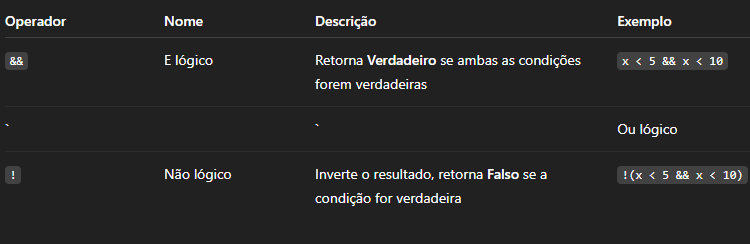 Operador Nome Descrição Exemplo
&& E lógico Retorna Verdadeiro se ambas as condições x < 5 && x < 10
forem verdadeiras
` ` Ou lógico
! Não lógico Inverte o resultado, retorna Falso se a !(x < 5 && x < 10)
condição for verdadeira